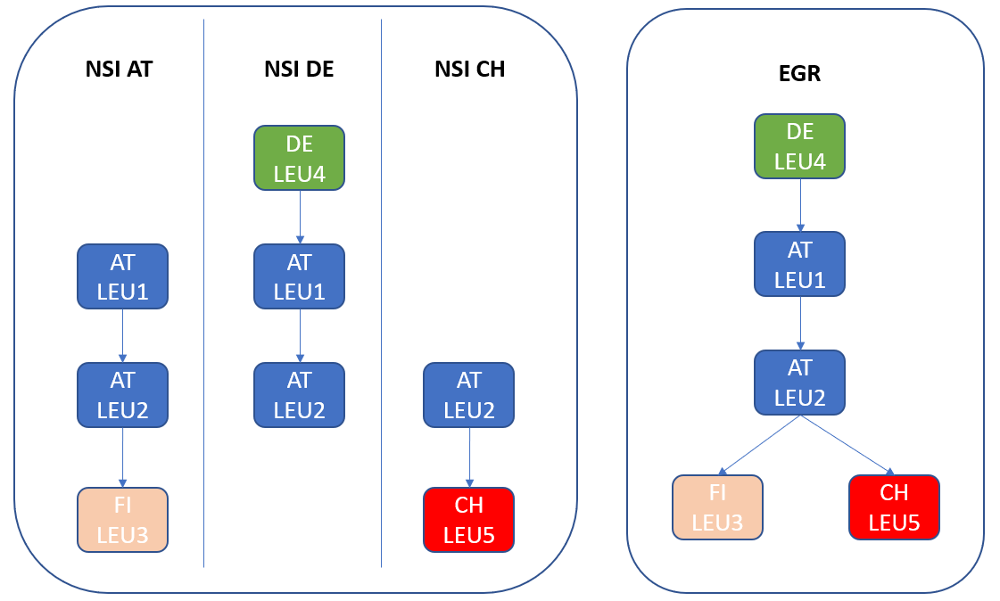 NSI AT
AT
LEU1
AT
LEU2
FI
LEU3
NSI DE
DE
LEU4
AT
LEU1
AT
LEU2
NSI CH
AT
LEU2
CH
LEU5
EGR
DE
LEU4
AT
LEU1
AT
LEU2
FI
LEU3
CH
LEU5